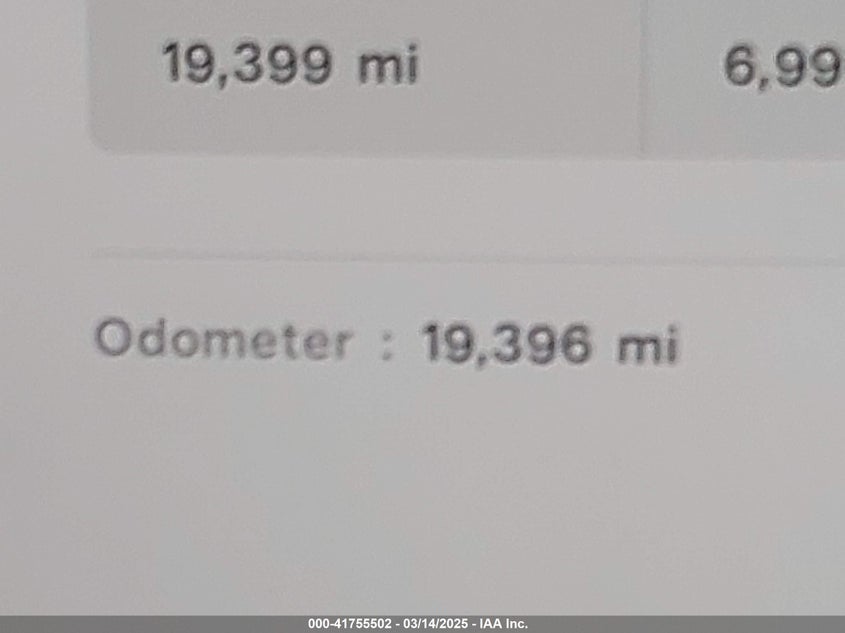 19,399 mi 6,99
Odometer : 19,396 mi
000-41755502 - 03/14/2025 - IAA Inc.